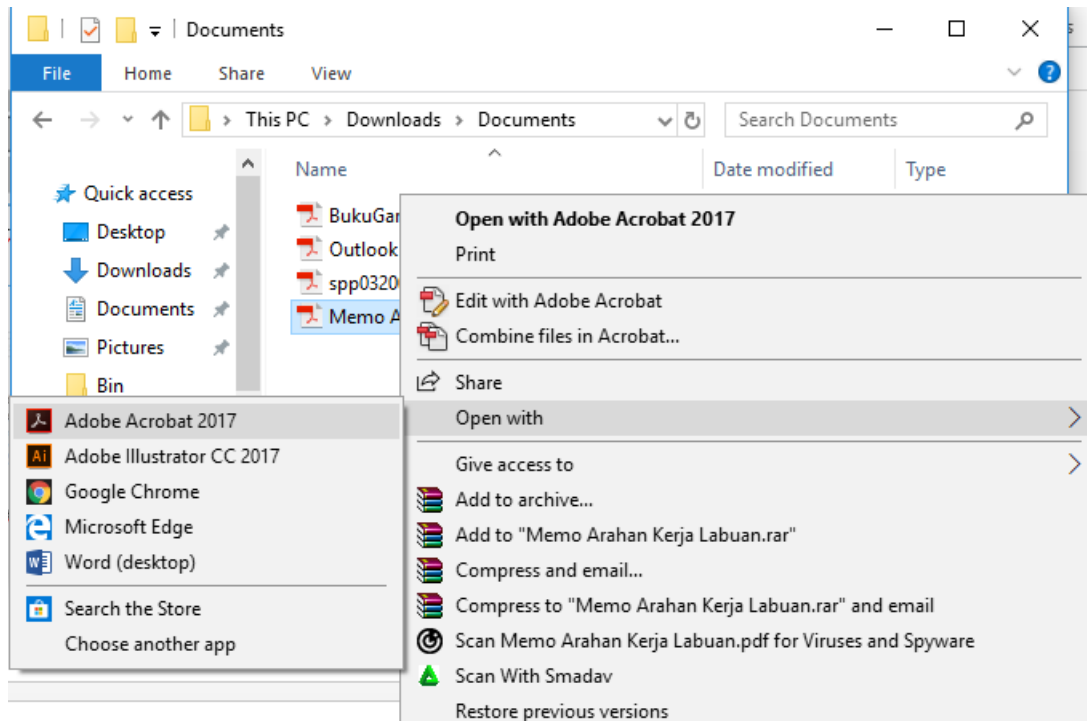 Documents
File Home Share View
This PC > Downloads > Documents Search Documents
Name Date modified Type
Quick access
Desktop
Downloads
Documents
Pictures
Bin
Outlook
Memo
Open with Adobe Acrobat 2017
Print
Edit with Adobe Acrobat
Combine files in Acrobat...
Share
Open with
Give access to
Add to archive...
Add to "Memo Arahan Kerja Labuan.rar"
Compress and email...
Compress to "Memo Arahan Kerja Labuan.rar" and email
Scan Memo Arahan Kerja Labuan.pdf for Viruses and Spyware
Scan With Smadav
Restore previous versions
Adobe Acrobat 2017
Adobe Illustrator CC 2017
Google Chrome
Microsoft Edge
Word (desktop)
Search the Store
Choose another app